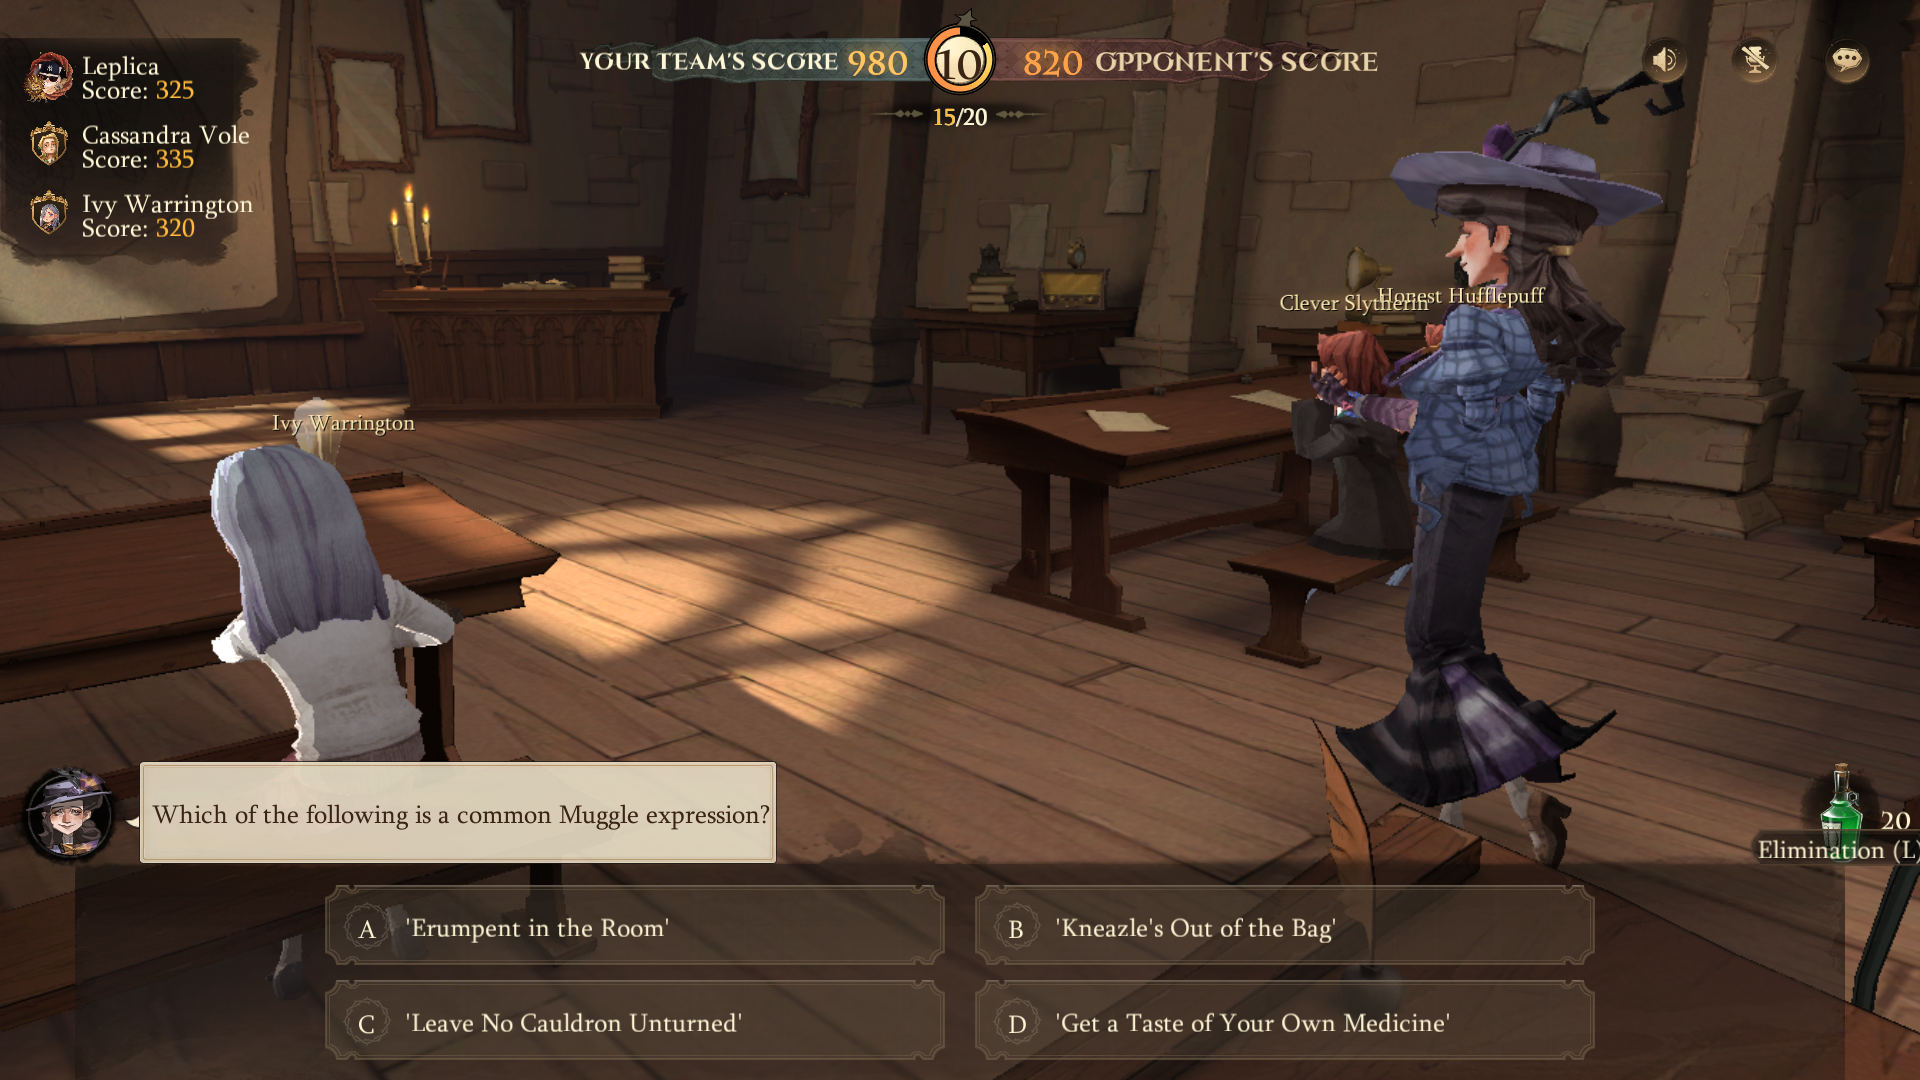 Leplica
Score: 325
Cassandra Vole
Score: 335
Ivy Warrington
Score: 320
YOUR TEAM'S SCORE 980 10 820 OPPONENT'S SCORE
15/20
Clever Slytherin
Honest Hufflepuff
Ivy Warrington
Which of the following is a common Muggle expression?
20
Elimination (L)
A 'Erumpent in the Room'
B 'Kneazle's Out of the Bag'
C 'Leave No Cauldron Unturned'
D 'Get a Taste of Your Own Medicine'